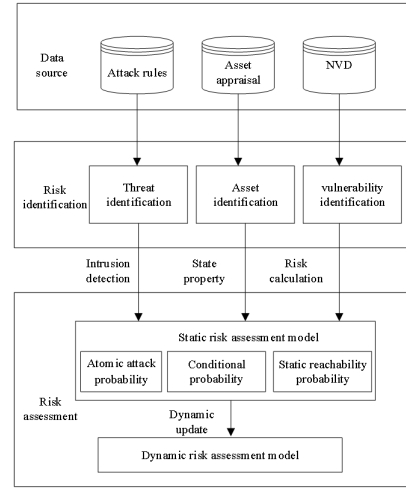 Data
source
Attack rules
Asset
appraisal
NVD
Risk
identification
Threat
identification
Asset
identification
vulnerability
identification
Intrusion
detection
State
property
Risk
calculation
Static risk assessment model
Atomic attack
probability
Conditional
probability
Static reachability
probability
Risk
assessment
Dynamic
update
Dynamic risk assessment model